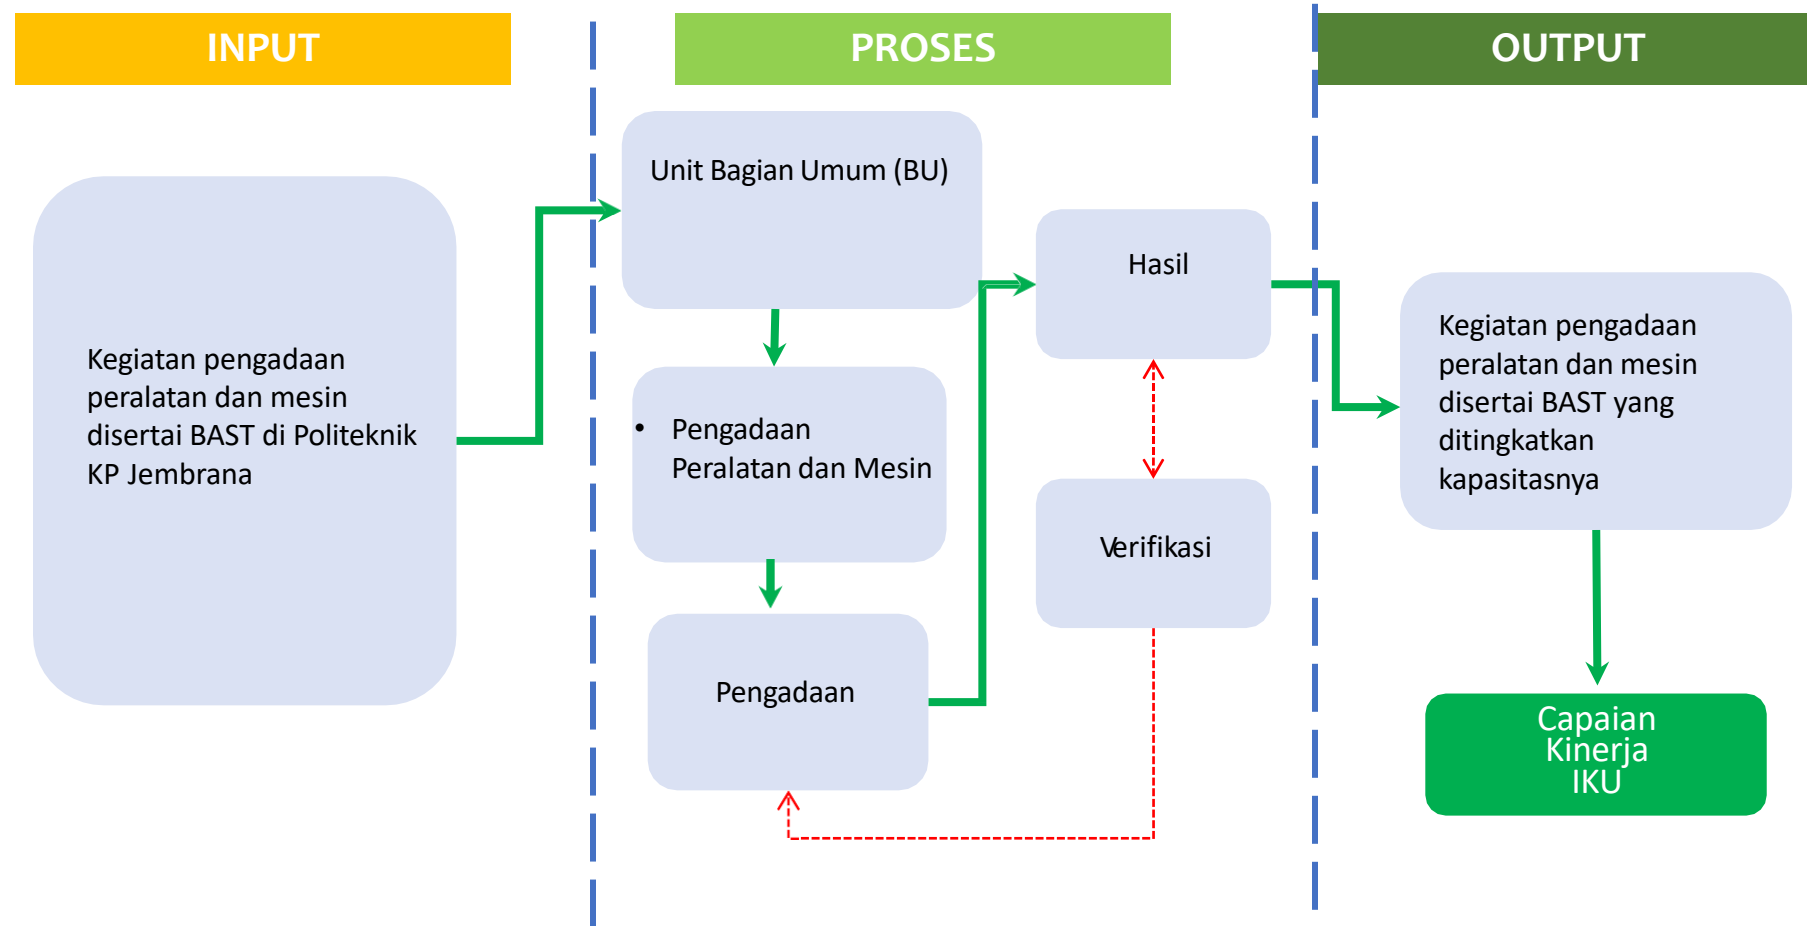 INPUT
PROSES
OUTPUT
Kegiatan pengadaan
peralatan dan mesin
disertai BAST di Politeknik
KP Jembrana
Unit Bagian Umum (BU)
• Pengadaan
Peralatan dan Mesin
Pengadaan
Hasil
Verifikasi
Kegiatan pengadaan
peralatan dan mesin
disertai BAST yang
ditingkatkan
kapasitasnya
Capaian
Kinerja
IKU